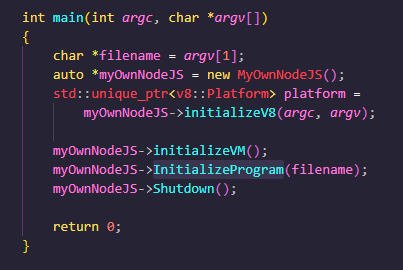 int main(int argc, char *argv[])
{
    char *filename = argv[1];
    auto *myOwnNodeJS = new MyOwnNodeJS();
    std::unique_ptr<v8::Platform> platform =
        myOwnNodeJS->initializeV8(argc, argv);

    myOwnNodeJS->initializeVM();
    myOwnNodeJS->InitializeProgram(filename);
    myOwnNodeJS->Shutdown();

    return 0;
}